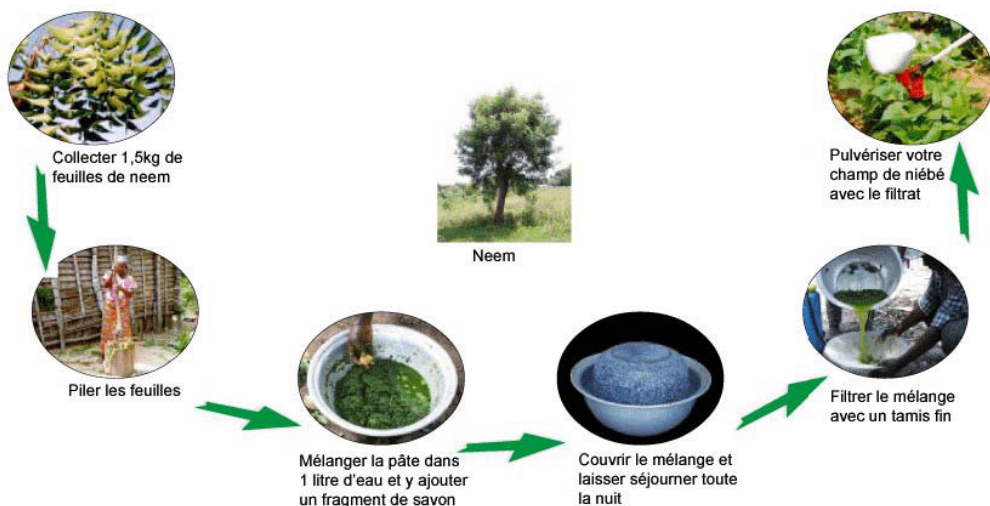 Collecter 1,5kg de
feuilles de neem
Piler les feuilles
Mélanger la pâte dans
1 litre d'eau et y ajouter
un fragment de savon
Couvrir le mélange et
laisser séjourner toute
la nuit
Filtrer le mélange
avec un tamis fin
Pulvériser votre
champ de niébé
avec le filtrat
Neem